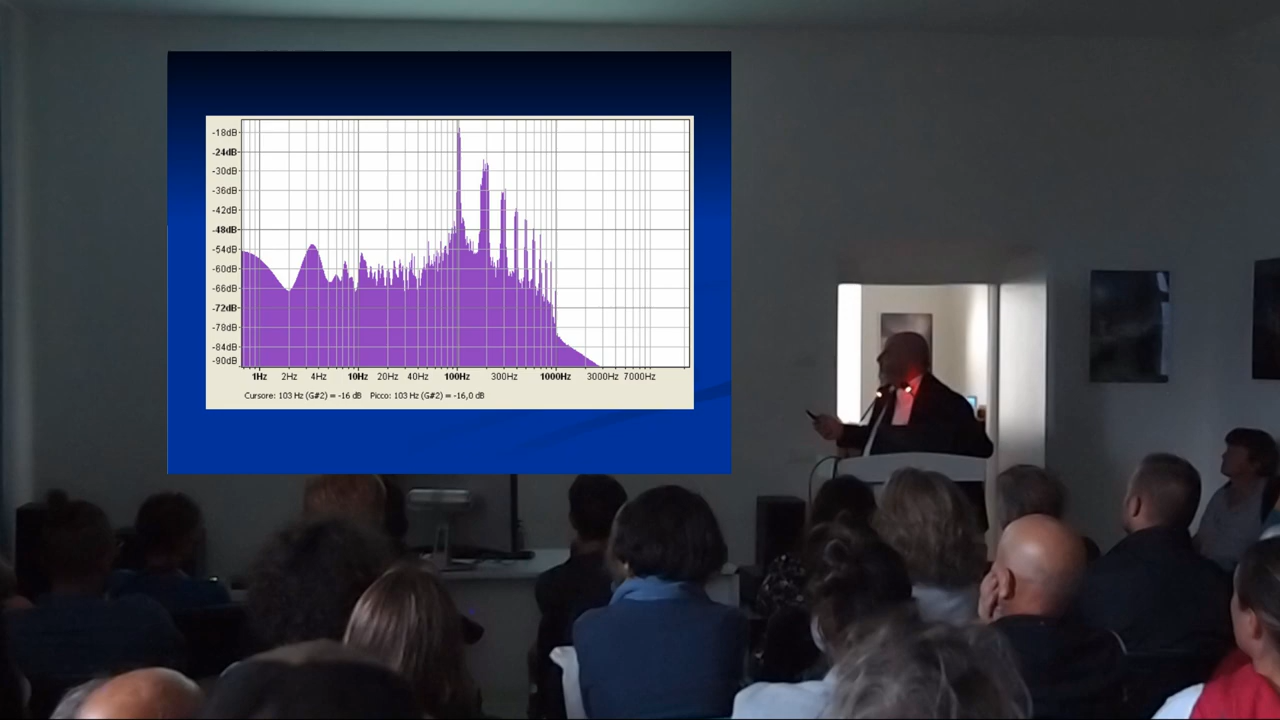 -18dB
-24dB
-30dB
-36dB
-42dB
-48dB
-54dB
-60dB
-66dB
-72dB
-78dB
-84dB
-90dB
1Hz 2Hz 4Hz 10Hz 20Hz 40Hz 100Hz 300Hz 1000Hz 3000Hz 7000Hz
Cursore: 103 Hz (G#2) = -16 dB Picco: 103 Hz (G#2) = -16,0 dB